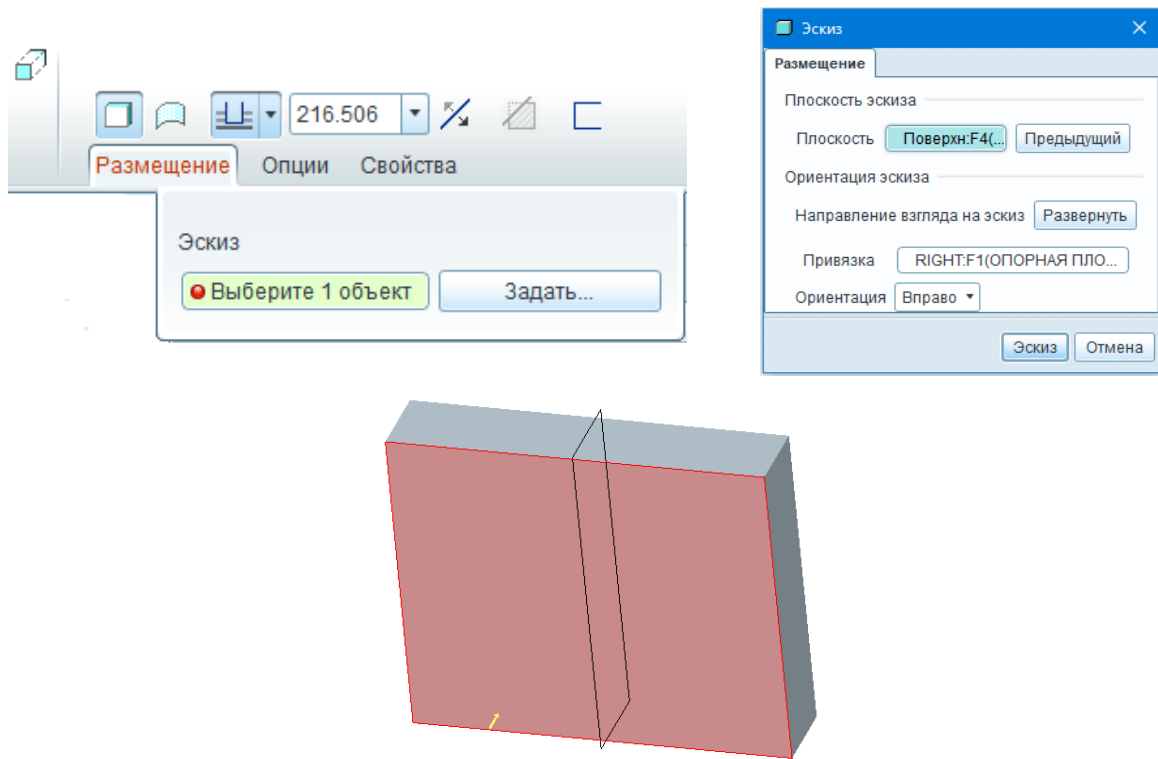 216.506
Размещение Опции Свойства
Эскиз
Выберите 1 объект Задать...
Эскиз
Размещение
Плоскость эскиза
Плоскость Поверхн:F4(... Предыдущий
Ориентация эскиза
Направление взгляда на эскиз Развернуть
Привязка RIGHT:F1(ОПОРНАЯ ПЛО...
Ориентация Вправо
Эскиз Отмена